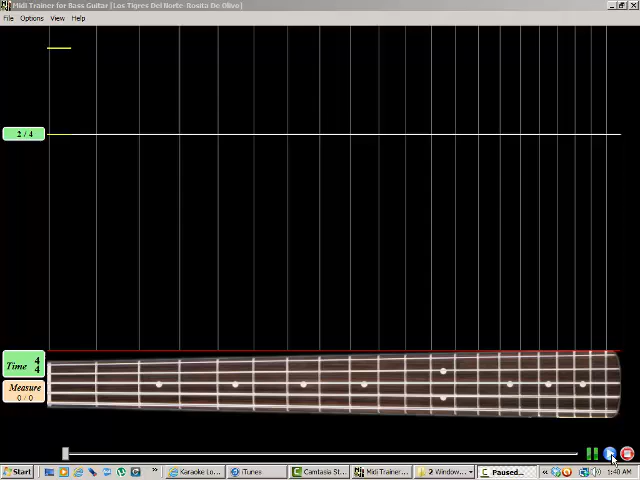 Midi Trainer for Bass Guitar [Los Tigres Del Norte- Rosita De Olivo]
File Options View Help
2 / 4
Time 4
4
Measure
0 / 0
Start
Karaoke Lo...
iTunes
Camtasia St...
Midi Trainer...
2 Window...
Paused...
1:40 AM